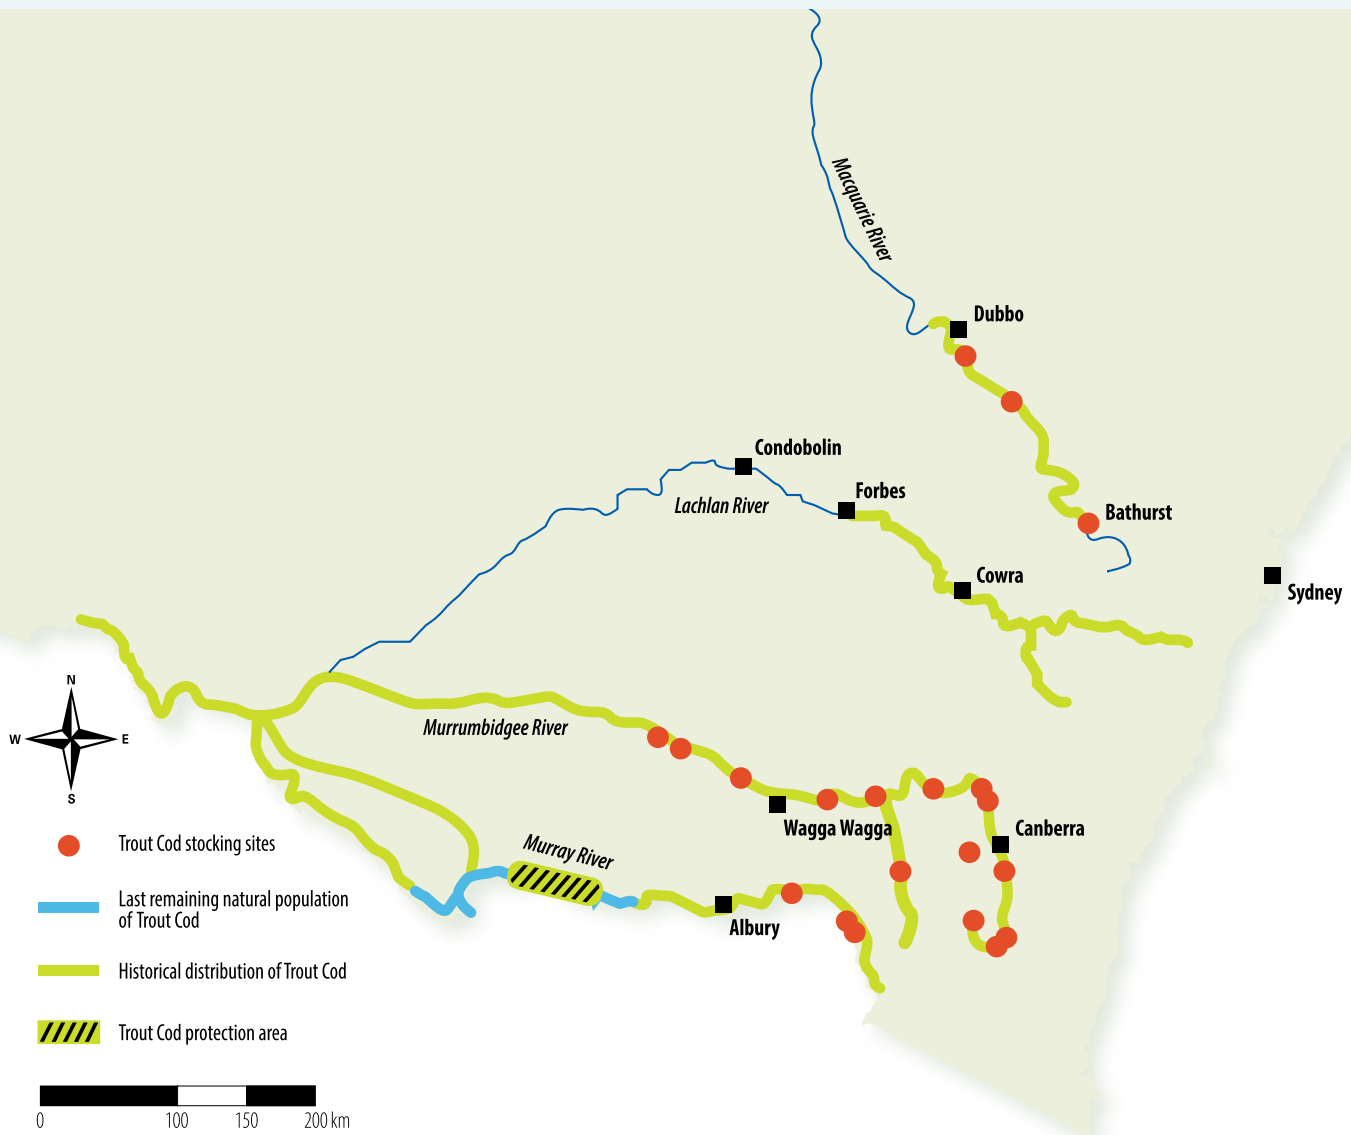 Macquarie River
Dubbo
Condobolin
Forbes
Lachlan River
Bathurst
Cowra
Sydney
N
W
E
S
Murrumbidgee River
Wagga Wagga
Canberra
Murray River
Albury
Trout Cod stocking sites
Last remaining natural population
of Trout Cod
Historical distribution of Trout Cod
Trout Cod protection area
0 100 150 200 km